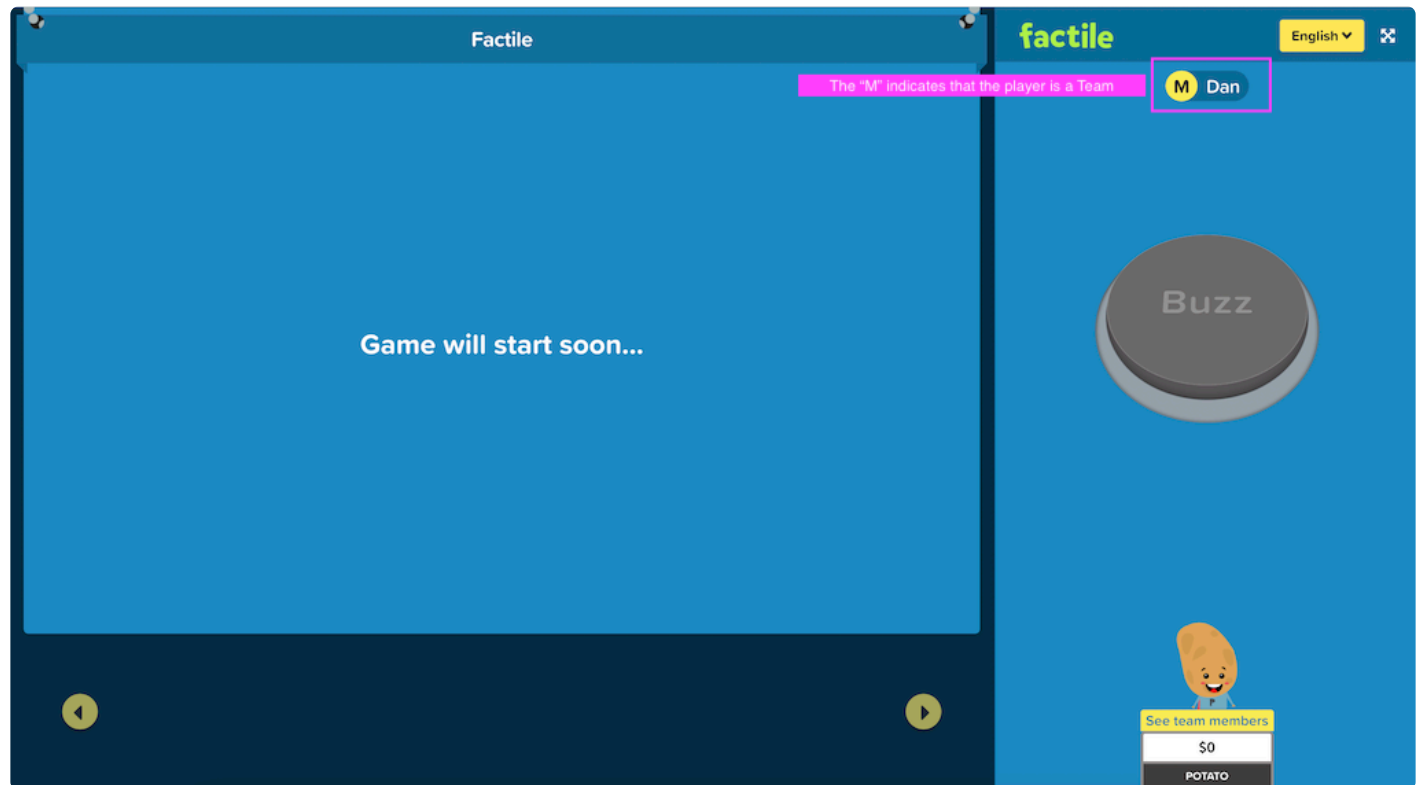 Factile
factile
English
The "M" indicates that the player is a Team
M Dan
Buzz
Game will start soon...
P
See team members
$0
POTATO